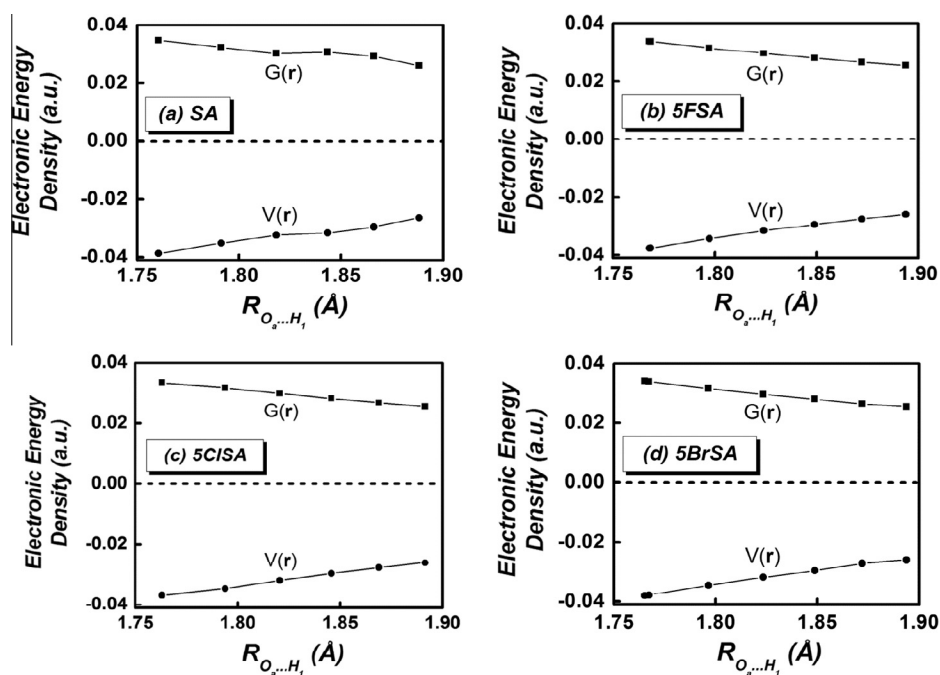 Electronic Energy
Density (a.u.)
0.04
0.02
0.00
-0.02
-0.04
G(r)
(a) SA
V(r)
1.75 1.80 1.85 1.90
R Oa...H1 (Å)
Electronic Energy
Density (a.u.)
0.04
0.02
0.00
-0.02
-0.04
G(r)
(b) 5FSA
V(r)
1.75 1.80 1.85 1.90
R Oa...H1 (Å)
Electronic Energy
Density (a.u.)
0.04
0.02
0.00
-0.02
-0.04
G(r)
(c) 5ClSA
V(r)
1.75 1.80 1.85 1.90
R Oa...H1 (Å)
Electronic Energy
Density (a.u.)
0.04
0.02
0.00
-0.02
-0.04
G(r)
(d) 5BrSA
V(r)
1.75 1.80 1.85 1.90
R Oa...H1 (Å)